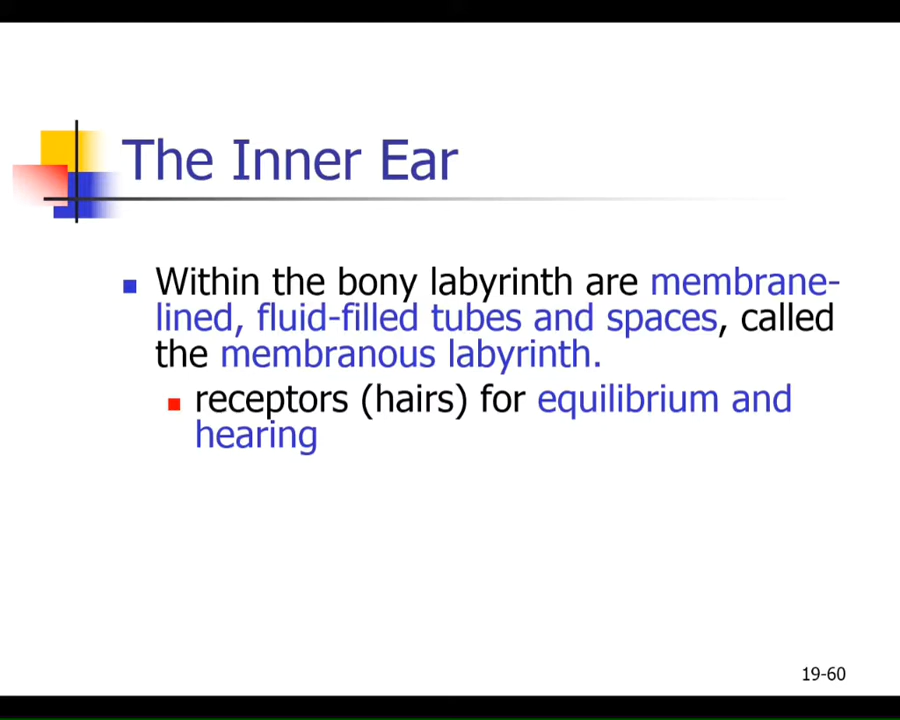 The Inner Ear
Within the bony labyrinth are membrane-
lined, fluid-filled tubes and spaces, called
the membranous labyrinth.
receptors (hairs) for equilibrium and
hearing
19-60